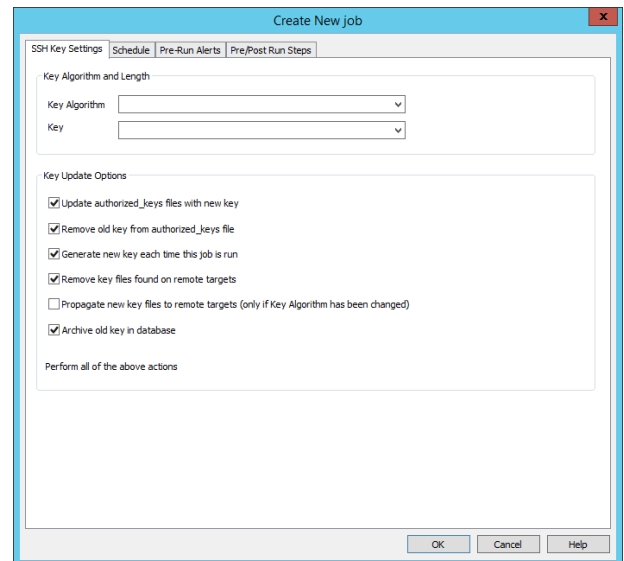 Create New job
x
SSH Key Settings Schedule Pre-Run Alerts Pre/Post Run Steps
Key Algorithm and Length
Key Algorithm
Key
Key Update Options
Update authorized_keys files with new key
Remove old key from authorized_keys file
Generate new key each time this job is run
Remove key files found on remote targets
Propagate new key files to remote targets (only if Key Algorithm has been changed)
Archive old key in database
Perform all of the above actions
OK Cancel Help